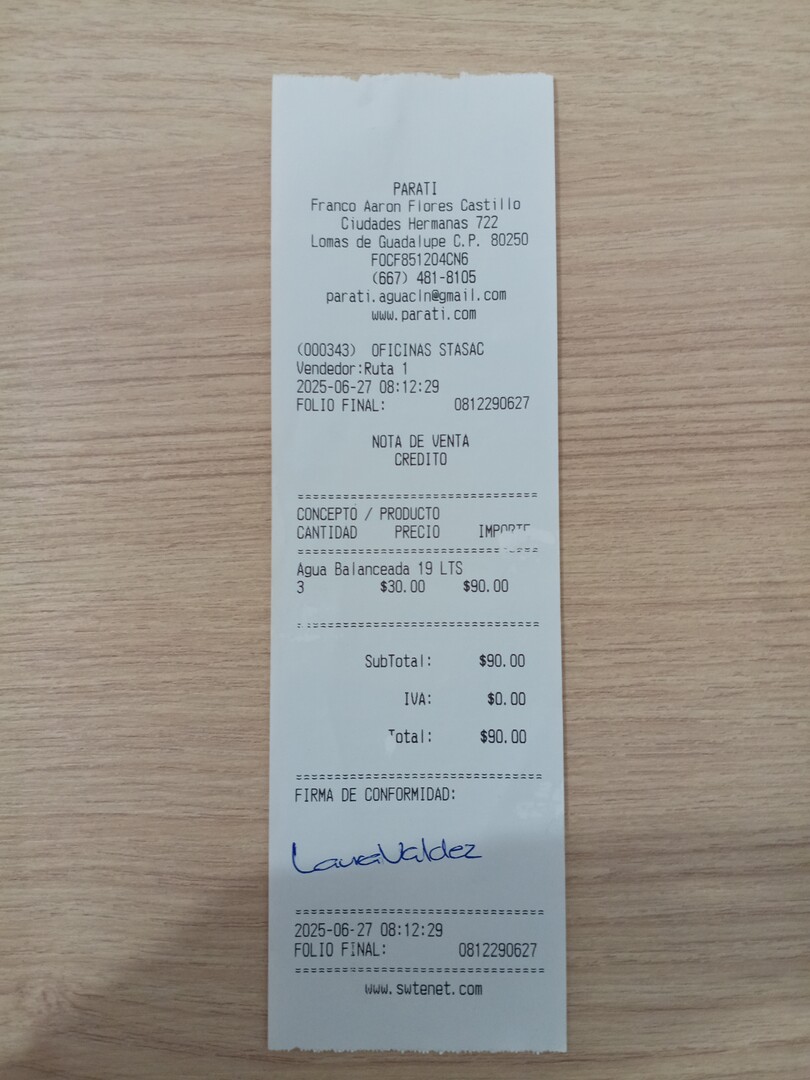 PARATI
Franco Aaron Flores Castillo
Ciudades Hermanas 722
Lomas de Guadalupe C.P. 80250
FOCF851204CN6
(667) 481-8105
parati.aguacln@gmail.com
www.parati.com
(000343) OFICINAS STASAC
Vendedor:Ruta 1
2025-06-27 08:12:29
FOLIO FINAL: 0812290627
NOTA DE VENTA
CREDITO
==================================
CONCEPTO / PRODUCTO
CANTIDAD PRECIO IMPORTE
==================================
Agua Balanceada 19 LTS
3 $30.00 $90.00
==================================
SubTotal: $90.00
IVA: $0.00
Total: $90.00
==================================
FIRMA DE CONFORMIDAD:
Laura Valdez
==================================
2025-06-27 08:12:29
FOLIO FINAL: 0812290627
==================================
www.swtenet.com